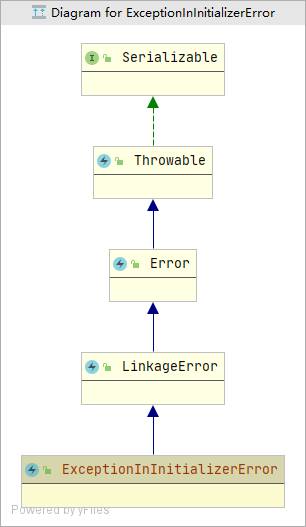 Diagram for ExceptionInInitializerError
Serializable
Throwable
Error
LinkageError
ExceptionInInitializerError
Powered by yFiles